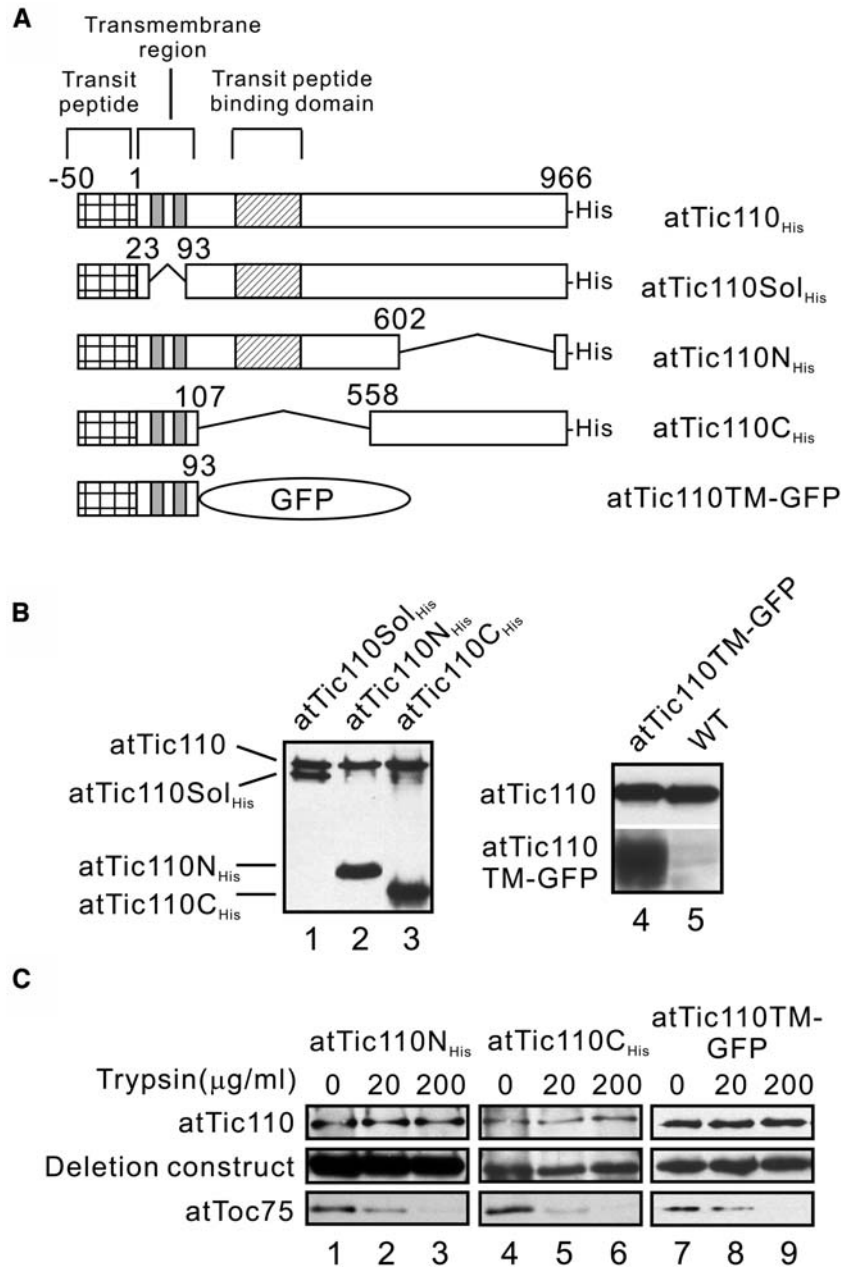 A
Transmembrane
region
Transit
peptide
Transit peptide
binding domain
-50 1 966
-His atTic110His
23 93
-His atTic110SolHis
602
-His atTic110NHis
107 558
-His atTic110CHis
93
GFP atTic110TM-GFP
B
atTic110SolHis
atTic110NHis
atTic110CHis
atTic110
atTic110SolHis
atTic110NHis
atTic110CHis
1 2 3
atTic110TM-GFP
WT
atTic110
atTic110
TM-GFP
4 5
C
atTic110NHis atTic110CHis atTic110TM-
GFP
Trypsin(μg/ml) 0 20 200 0 20 200 0 20 200
atTic110
Deletion construct
atToc75
1 2 3 4 5 6 7 8 9